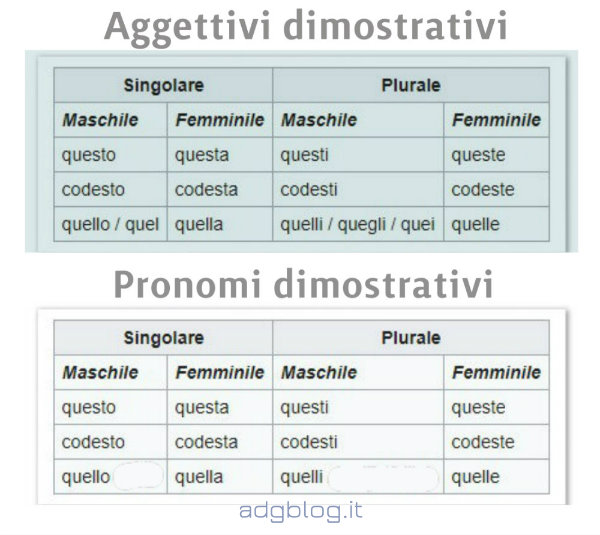 Aggettivi dimostrativi
Singolare Plurale
Maschile Femminile Maschile Femminile
questo questa questi queste
codesto codesta codesti codeste
quello / quel quella quelli / quegli / quei quelle
Pronomi dimostrativi
Singolare Plurale
Maschile Femminile Maschile Femminile
questo questa questi queste
codesto codesta codesti codeste
quello quella quelli quelle
adgblog.it